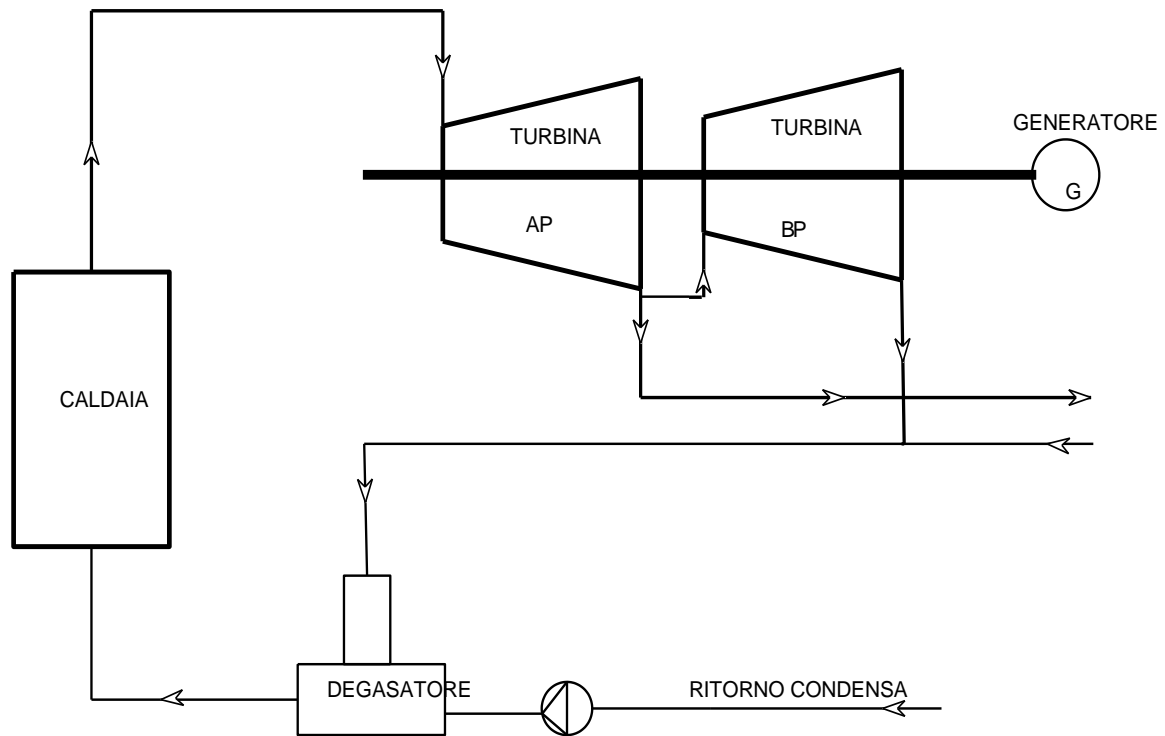 TURBINA
TURBINA
GENERATORE
G
AP
BP
CALDAIA
DEGASATORE
RITORNO CONDENSA